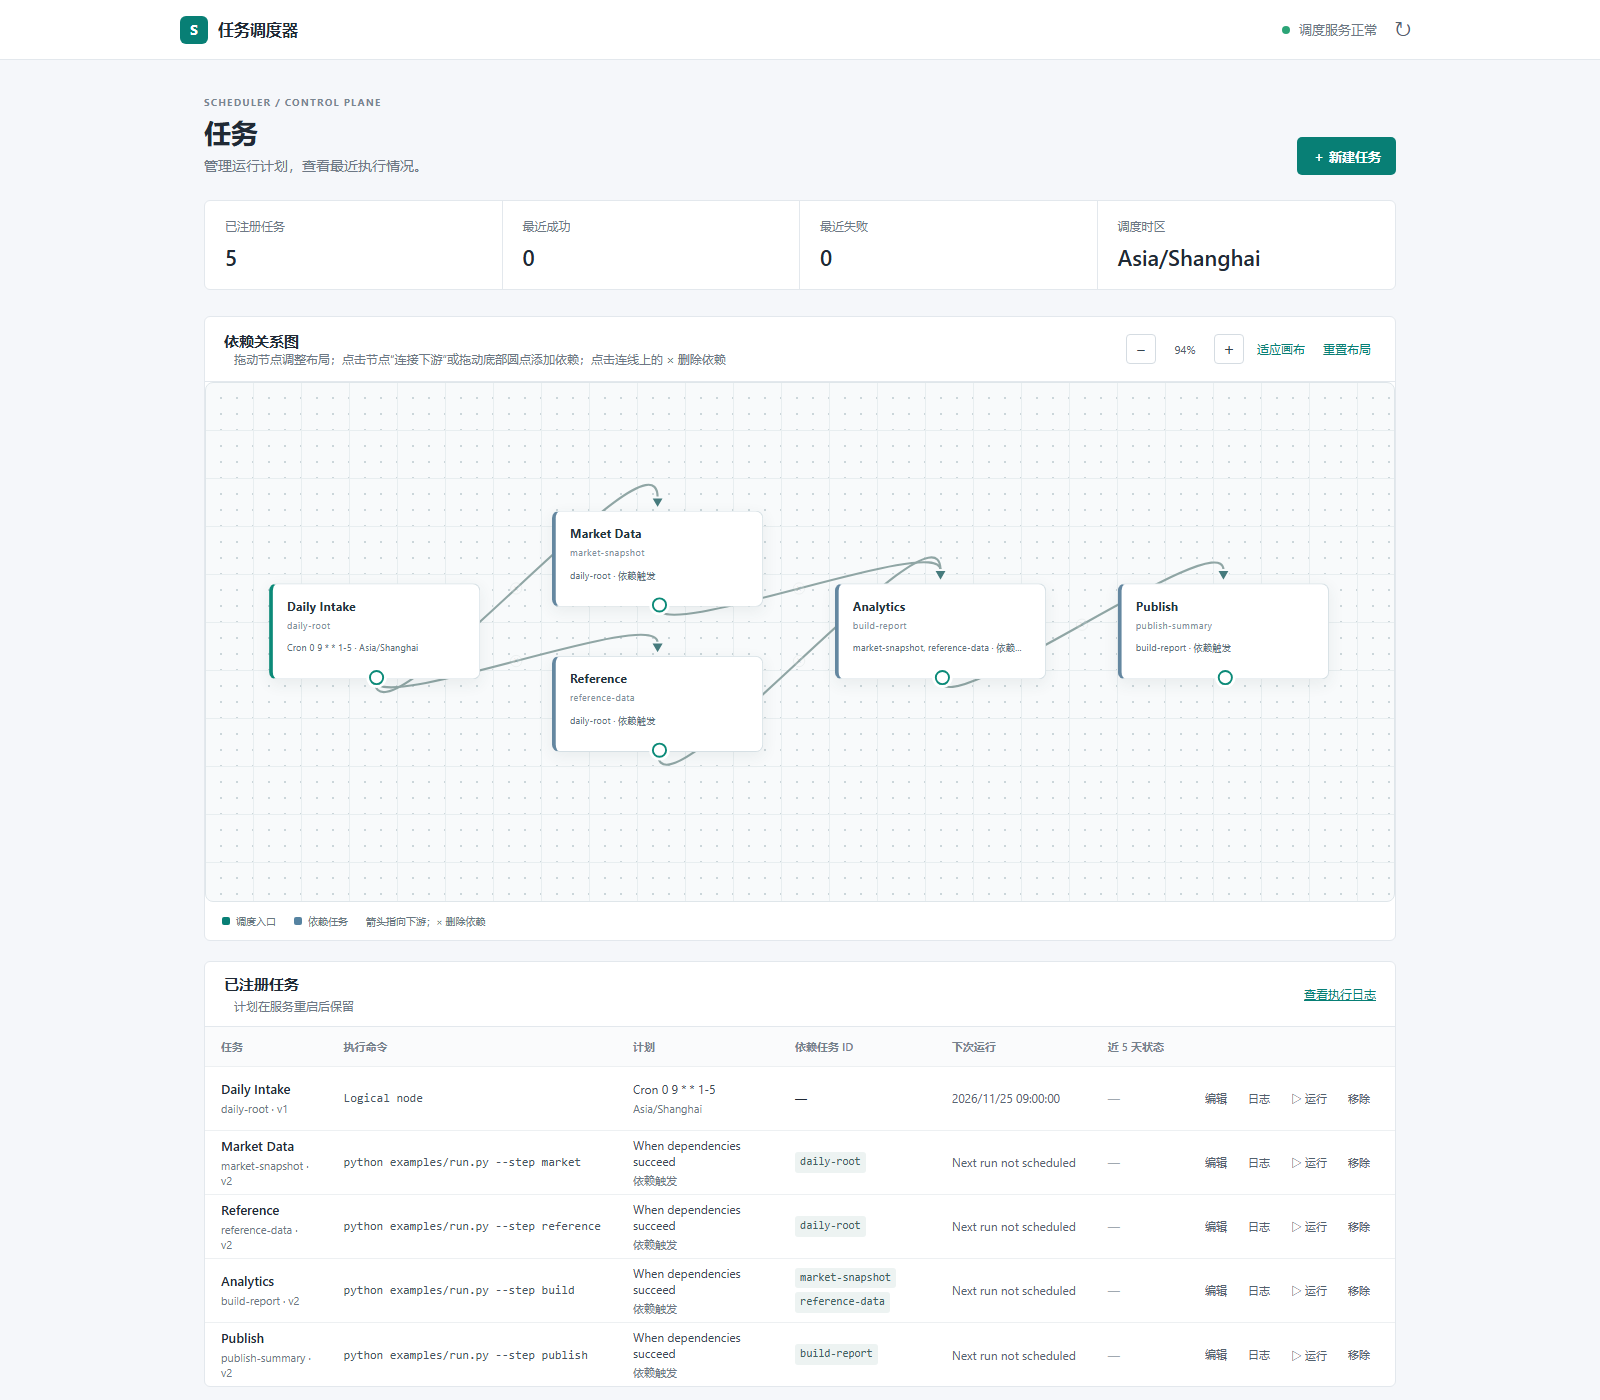 S 任务调度器
调度服务正常 ↻
SCHEDULER / CONTROL PLANE
任务
管理运行计划，查看最近执行情况。
+ 新建任务
已注册任务
5
最近成功
0
最近失败
0
调度时区
Asia/Shanghai
依赖关系图
拖动节点调整布局；点击节点"连接下游"或拖动底部圆点添加依赖；点击连线上的 × 删除依赖
− 94% + 适应画布 重置布局
Market Data
market-snapshot
daily-root · 依赖触发
Daily Intake
daily-root
Cron 0 9 * * 1-5 · Asia/Shanghai
Reference
reference-data
daily-root · 依赖触发
Analytics
build-report
market-snapshot, reference-data · 依赖...
Publish
publish-summary
build-report · 依赖触发
调度入口 依赖任务 箭头指向下游；× 删除依赖
已注册任务
计划在服务重启后保留
查看执行日志
任务 执行命令 计划 依赖任务 ID 下次运行 近 5 天状态
Daily Intake
daily-root · v1
Logical node
Cron 0 9 * * 1-5
Asia/Shanghai
—
2026/11/25 09:00:00
—
编辑 日志 ▷ 运行 移除
Market Data
market-snapshot ·
v2
python examples/run.py --step market
When dependencies
succeed
依赖触发
daily-root
Next run not scheduled
—
编辑 日志 ▷ 运行 移除
Reference
reference-data ·
v2
python examples/run.py --step reference
When dependencies
succeed
依赖触发
daily-root
Next run not scheduled
—
编辑 日志 ▷ 运行 移除
Analytics
build-report · v2
python examples/run.py --step build
When dependencies
succeed
依赖触发
market-snapshot
reference-data
Next run not scheduled
—
编辑 日志 ▷ 运行 移除
Publish
publish-summary ·
v2
python examples/run.py --step publish
When dependencies
succeed
依赖触发
build-report
Next run not scheduled
—
编辑 日志 ▷ 运行 移除